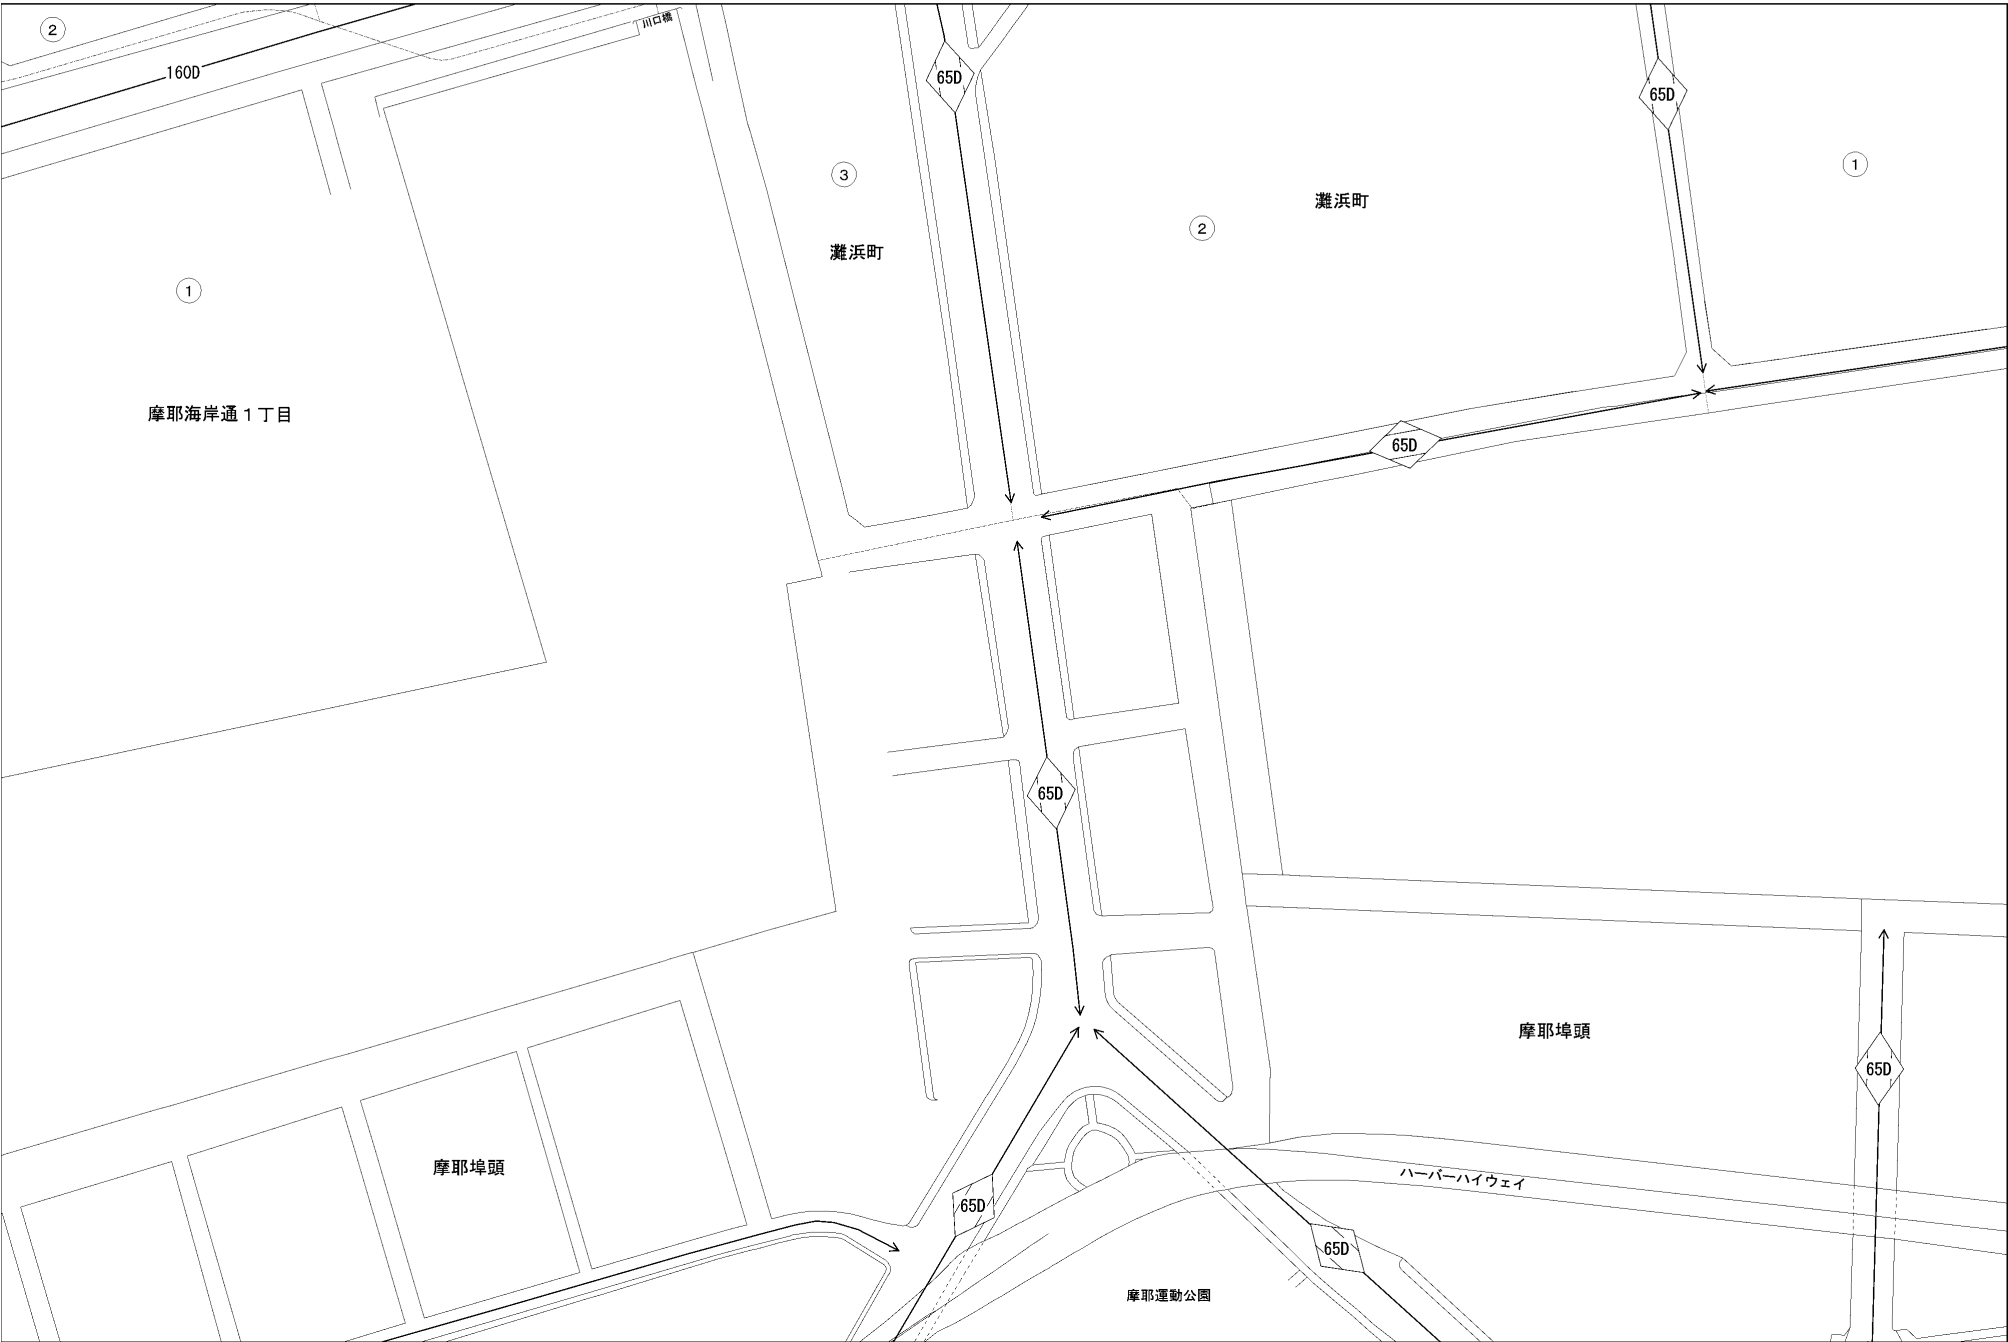 ②
川口橋
160D
65D
65D
①
③
灘浜町
②
灘浜町
①
摩耶海岸通1丁目
65D
65D
摩耶埠頭
65D
摩耶埠頭
ハーバーハイウェイ
65D
65D
摩耶運動公園